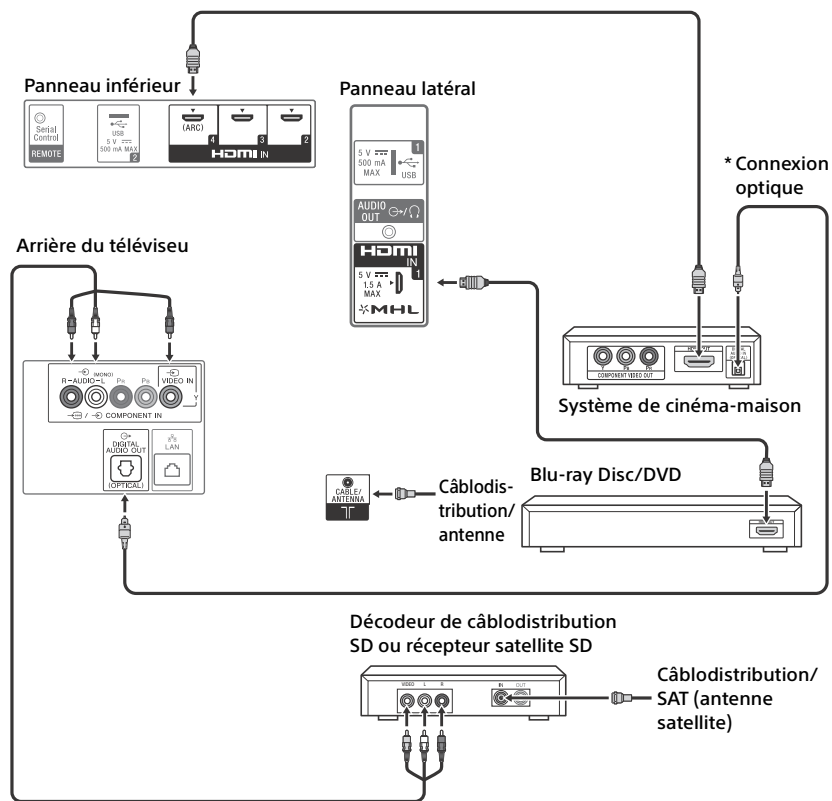 Panneau inférieur
Serial
Control
REMOTE
USB
5 V
500 mA MAX
2
(ARC)
4
3
2
HDMI IN
Panneau latéral
1
5 V
500 mA
MAX
USB
AUDIO
OUT
HDMI
IN
1
5 V
1.5 A
MAX
MHL
* Connexion
optique
Arrière du téléviseu
(MONO)
R-AUDIO-L
PR
PB
VIDEO IN
Y
COMPONENT IN
DIGITAL
AUDIO OUT
(OPTICAL)
LAN
Y PB PR
COMPONENT VIDEO OUT
Système de cinéma-maison
CABLE/
ANTENNA
Câblodis-
tribution/
antenne
Blu-ray Disc/DVD
Décodeur de câblodistribution
SD ou récepteur satellite SD
VIDEO L R
IN OUT
Câblodistribution/
SAT (antenne
satellite)